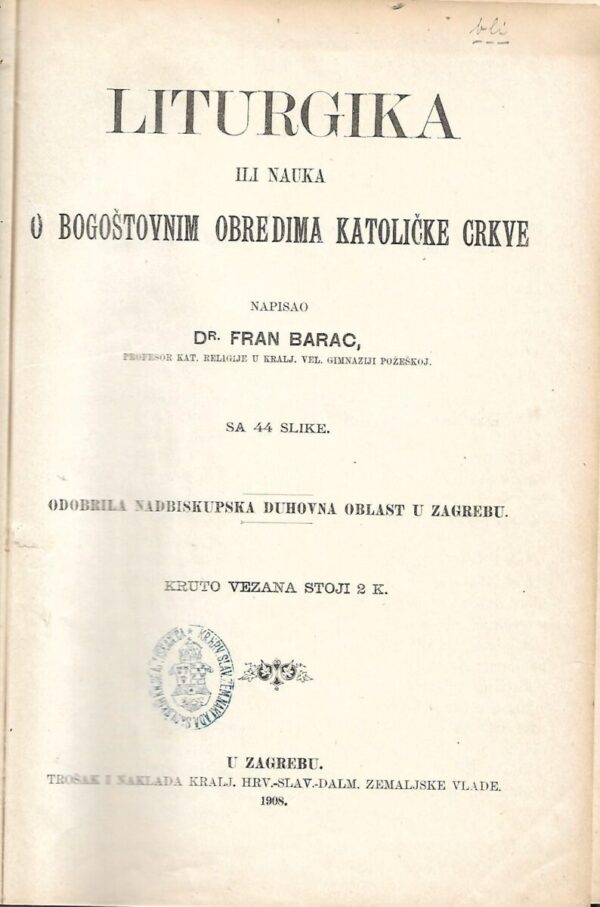 bli
LITURGIKA
ILI NAUKA
O BOGOŠTOVNIM OBREDIMA KATOLIČKE CRKVE
NAPISAO
DR. FRAN BARAC,
PROFESOR KAT. RELIGIJE U KRALJ. VEL. GIMNAZIJI POŽEŠKOJ.
SA 44 SLIKE.
ODOBRILA NADBISKUPSKA DUHOVNA OBLAST U ZAGREBU.
KRUTO VEZANA STOJI 2 K.
U ZAGREBU.
TROŠAK I NAKLADA KRALJ. HRV.-SLAV.-DALM. ZEMALJSKE VLADE.
1908.